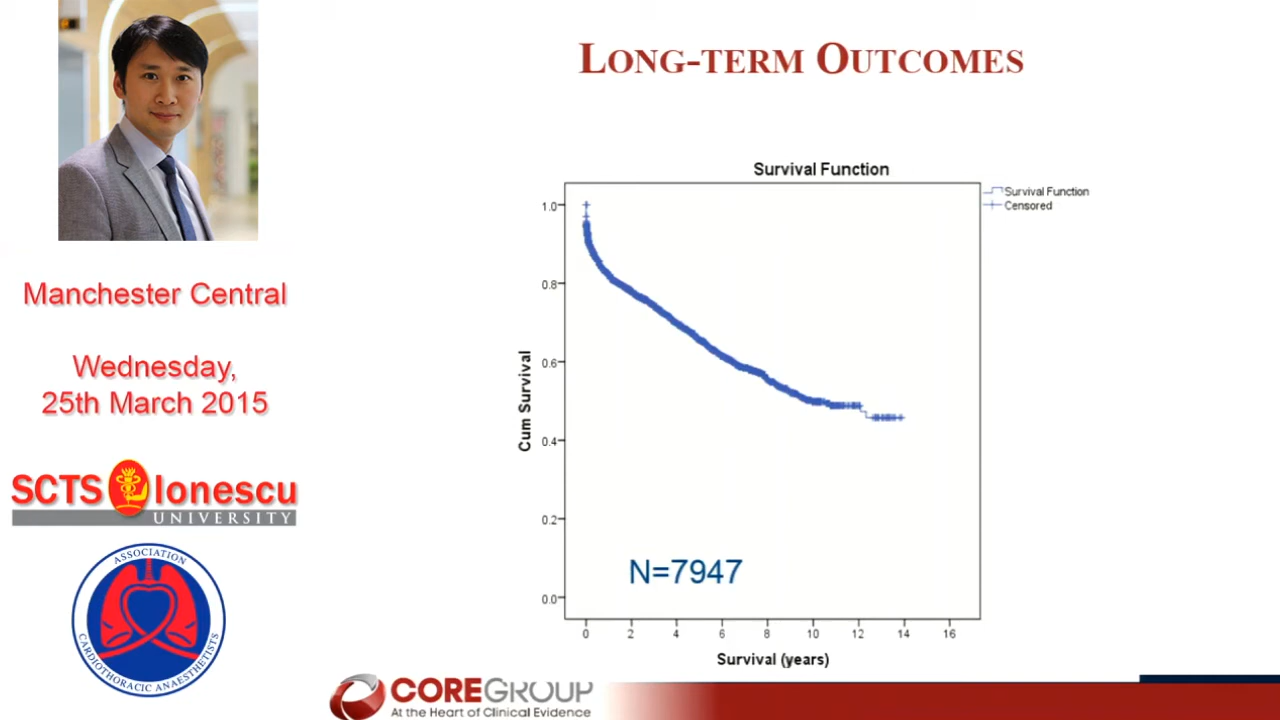 LONG-TERM OUTCOMES
Manchester Central
Wednesday,
25th March 2015
SCTS Ionescu
UNIVERSITY
ASSOCIATION
CARDIOTHORACIC ANAESTHETISTS
Survival Function
Survival Function
Censored
Cum Survival
1.0
0.8
0.6
0.4
0.2
0.0
N=7947
0 2 4 6 8 10 12 14 16
Survival (years)
COREGROUP
At the Heart of Clinical Evidence